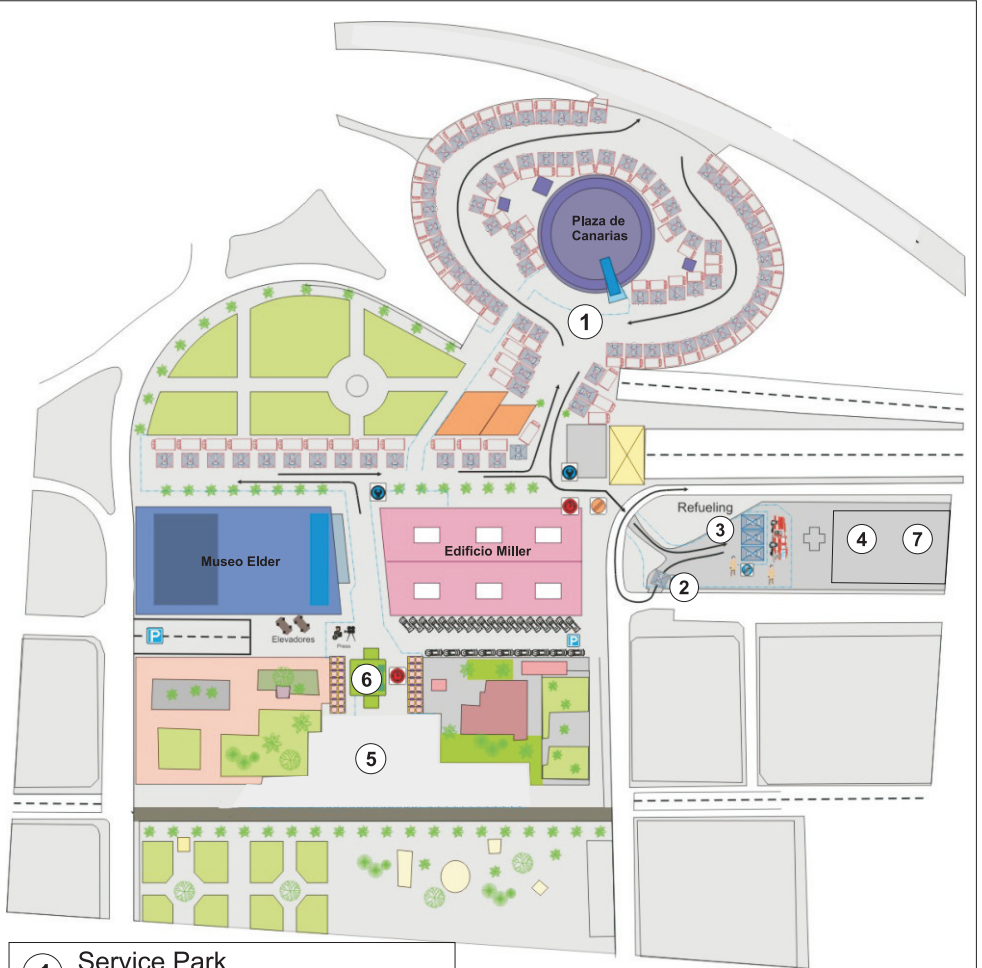 Plaza de
Canarias
1
Refueling
3
4
7
2
Museo Elder
Edificio Miller
P
Elevadores
Press
P
6
5
1 Service Park